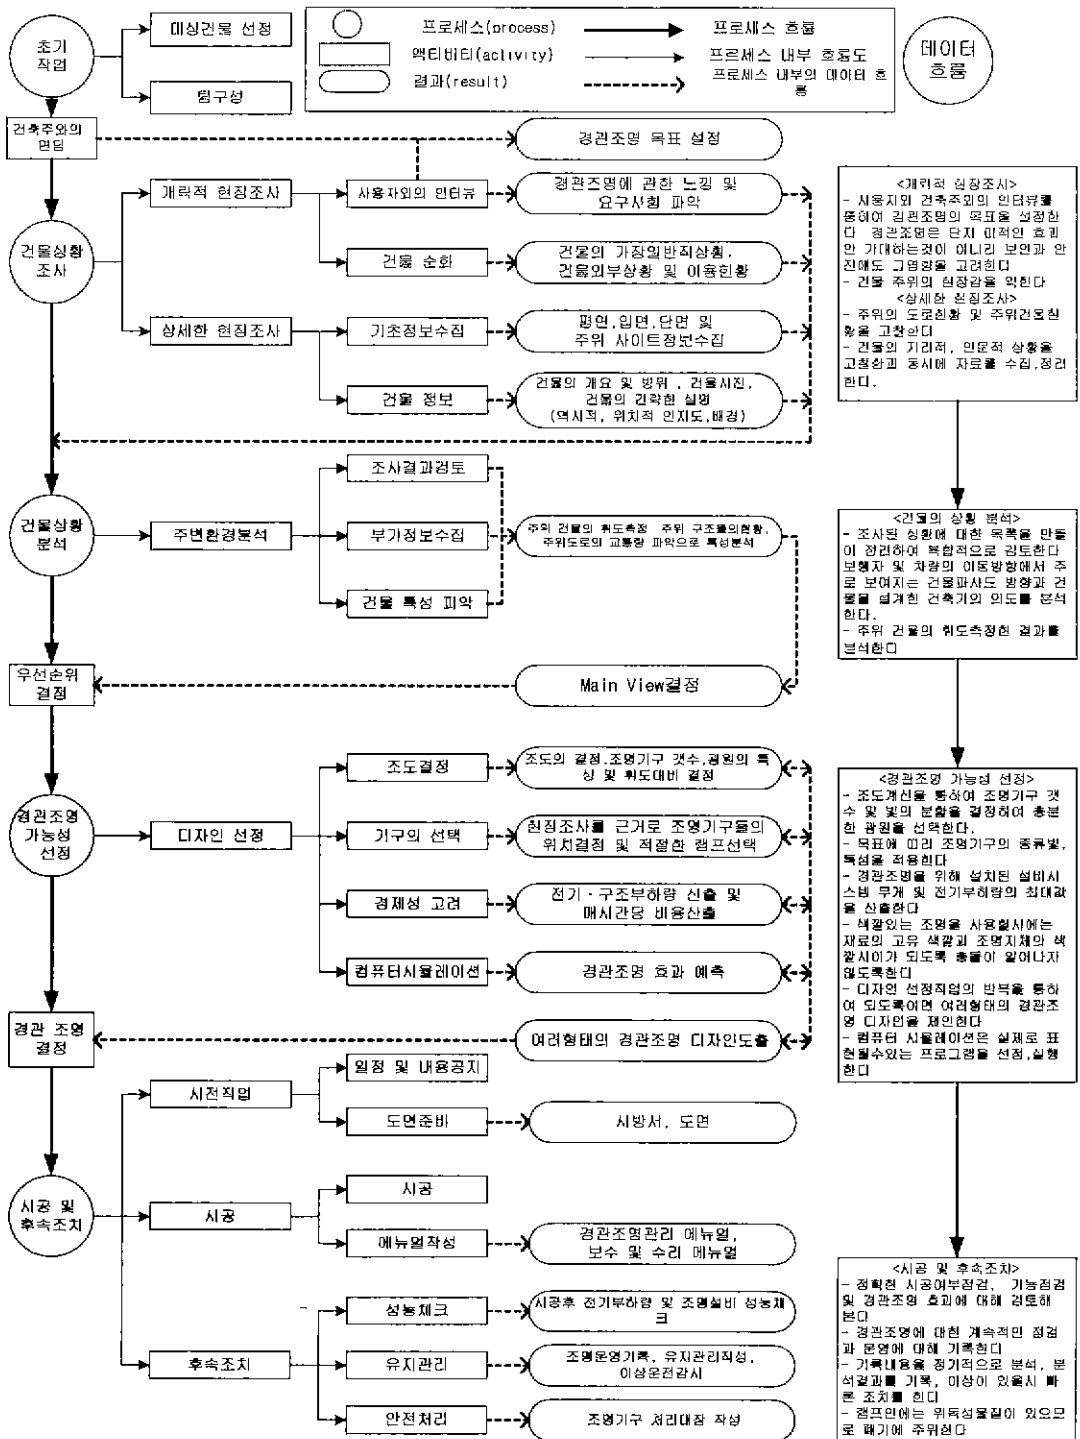 초기
작업
대상건물 선정
팀구성
프로세스(process)
액티비티(activity)
결과(result)
프로세스 흐름
프로세스 내부 흐름도
프로세스 내부의 데이터 흐
름
데이터
흐름
건축주와의
면담
경관조명 목표 설정
개략적 현장조사
사용자와의 인터뷰
경관조명에 관한 느낌 및
요구사항 파악
건물 순회
건물의 가장일반적상황,
건물외부상황 및 이용현황
건물상황
조사
상세한 현장조사
기초정보수집
평면,입면,단면 및
주위 사이트정보수집
건물 정보
건물의 개요 및 방위 , 건물사진,
건물의 간략한 설명
(역사적, 위치적 인지도,배경)
<개략적 현장조사>
- 사용자와 건축주와의 인터뷰를
통하여 경관조명의 목표을 설정한
다 경관조명은 단지 미적인 효과
만 기대하는것이 아니라 보안과 안
전에도 그영향을 고려한다
- 건물 주위의 현장감을 익힌다
<상세한 현장조사>
- 주위의 도로현황 및 주위건물현
황을 고찰한다
- 건물의 지리적, 인문적 상황을
고찰함과 동시에 자료를 수집,정리
한다.
건물상황
분석
주변환경분석
조사결과검토
부가정보수집
건물 특성 파악
주위 건물의 휘도측정 주위 구조물의현황,
주위도로의 교통량 파악으로 특성분석
<건물의 상황 분석>
- 조사된 상황에 대한 목록을 만들
어 정리하여 복합적으로 검토한다
보행자 및 차량의 이동방향에서 주
로 보여지는 건물파사드 방향과 건
물을 설계한 건축가의 의도를 분석
한다.
- 주위 건물의 휘도측정한 결과를
분석한다
우선순위
결정
Main View결정
경관조명
가능성
선정
디자인 선정
조도결정
조도의 결정,조명기구 갯수,광원의 특
성 및 휘도대비 결정
기구의 선택
현장조사를 근거로 조명기구들의
위치결정 및 적절한 램프선택
경제성 고려
전기 · 구조부하량 산출 및
매시간당 비용산출
컴퓨터시뮬레이션
경관조명 효과 예측
<경관조명 가능성 선정>
- 조도계산을 통하여 조명기구 갯
수 및 빛의 분할을 결정하여 충분
한 광원을 선택한다.
- 목표에 따라 조명기구의 종류빛,
특성을 적용한다
- 경관조명을 위해 설치된 설비시
스템 무게 및 전기부하량의 최대값
을 산출한다
- 색깔있는 조명을 사용할시에는
재료의 고유 색깔과 조명자체의 색
깔사이가 되도록 충돌이 일어나지
않도록한다
- 디자인 선정작업의 반복을 통하
여 되도록이면 여러형태의 경관조
명 디자인을 제안한다
- 컴퓨터 시뮬레이션은 실제로 표
현될수있는 프로그램을 선정,실행
한다
경관 조명
결정
여러형태의 경관조명 디자인도출
시공 및
후속조치
사전작업
일정 및 내용공지
도면준비
시방서, 도면
시공
시공
메뉴얼작성
경관조명관리 메뉴얼,
보수 및 수리 메뉴얼
후속조치
성능체크
시공후 전기부하량 및 조명설비 성능체
크
유지관리
조명운영기록, 유지관리작성,
이상운전감시
안전처리
조명기구 처리대장 작성
<시공 및 후속조치>
- 정확한 시공여부점검, 기능점검
및 경관조명 효과에 대해 검토해
본다
- 경관조명에 대한 계속적인 점검
과 운영에 대해 기록한다
- 기록내용을 정기적으로 분석, 분
석결과를 기록, 이상이 있을시 빠
른 조치를 한다
- 램프안에는 위독성물질이 있으므
로 폐기에 주위한다